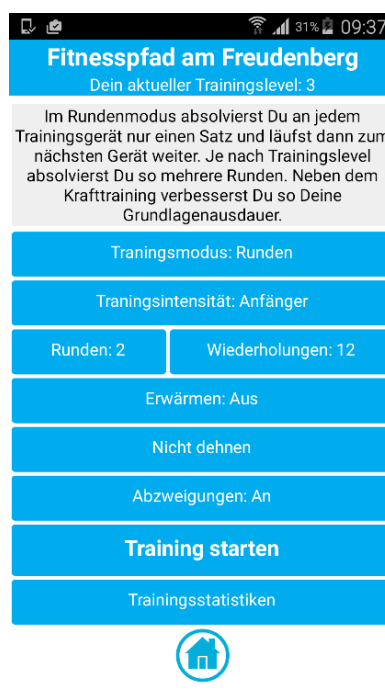 31% 09:37
Fitnesspfad am Freudenberg
Dein aktueller Trainingslevel: 3
Im Rundenmodus absolvierst Du an jedem
Trainingsgerät nur einen Satz und läufst dann zum
nächsten Gerät weiter. Je nach Trainingslevel
absolvierst Du so mehrere Runden. Neben dem
Krafttraining verbesserst Du so Deine
Grundlagenausdauer.
Traningsmodus: Runden
Traningsintensität: Anfänger
Runden: 2 Wiederholungen: 12
Erwärmen: Aus
Nicht dehnen
Abzweigungen: An
Training starten
Trainingsstatistiken